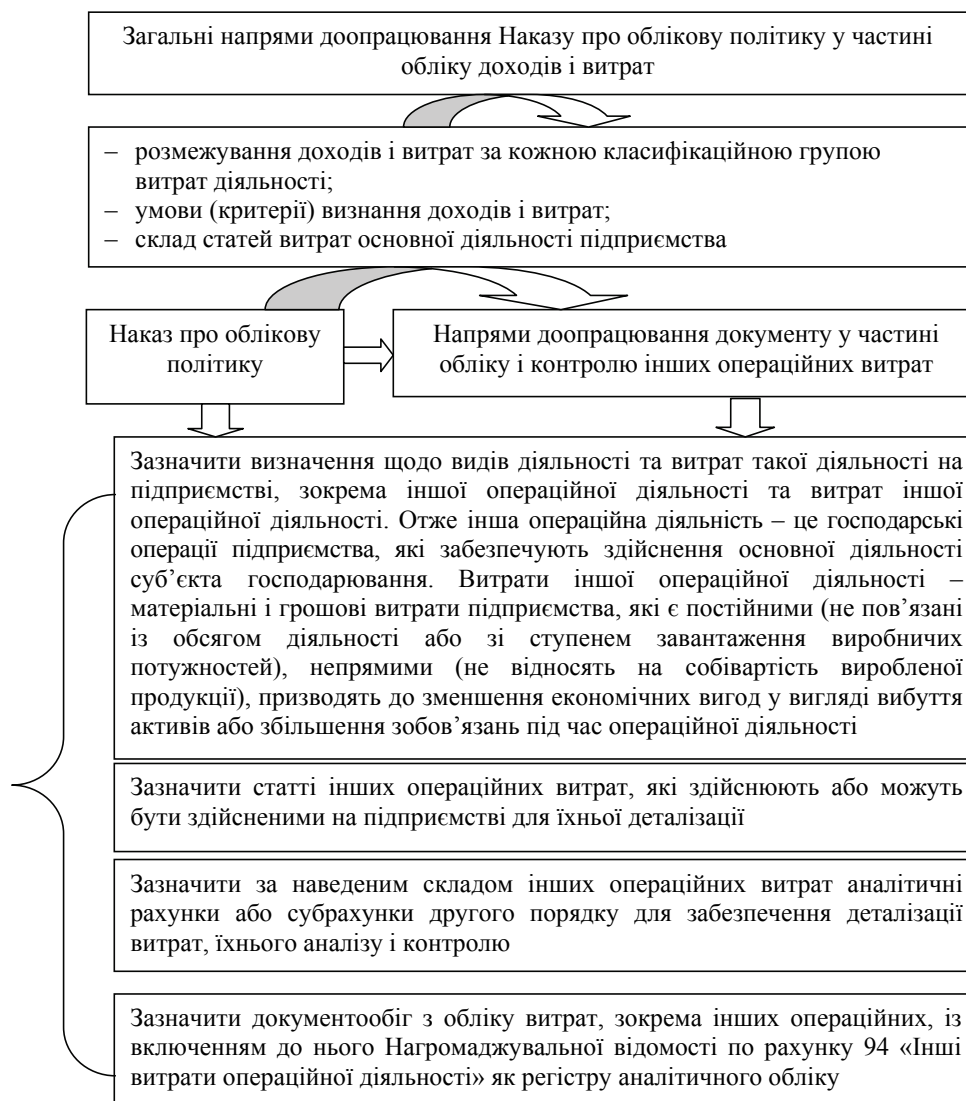 Загальні напрями доопрацювання Наказу про облікову політику у частині
обліку доходів і витрат
– розмежування доходів і витрат за кожною класифікаційною групою
витрат діяльності;
– умови (критерії) визнання доходів і витрат;
– склад статей витрат основної діяльності підприємства
Наказ про облікову
політику
Напрями доопрацювання документу у частині
обліку і контролю інших операційних витрат
Зазначити визначення щодо видів діяльності та витрат такої діяльності на
підприємстві, зокрема іншої операційної діяльності та витрат іншої
операційної діяльності. Отже інша операційна діяльність – це господарські
операції підприємства, які забезпечують здійснення основної діяльності
суб’єкта господарювання. Витрати іншої операційної діяльності –
матеріальні і грошові витрати підприємства, які є постійними (не пов’язані
із обсягом діяльності або зі ступенем завантаження виробничих
потужностей), непрямими (не відносять на собівартість виробленої
продукції), призводять до зменшення економічних вигод у вигляді вибуття
активів або збільшення зобов’язань під час операційної діяльності
Зазначити статті інших операційних витрат, які здійснюють або можуть
бути здійсненими на підприємстві для їхньої деталізації
Зазначити за наведеним складом інших операційних витрат аналітичні
рахунки або субрахунки другого порядку для забезпечення деталізації
витрат, їхнього аналізу і контролю
Зазначити документообіг з обліку витрат, зокрема інших операційних, із
включенням до нього Нагромаджувальної відомості по рахунку 94 «Інші
витрати операційної діяльності» як регістру аналітичного обліку